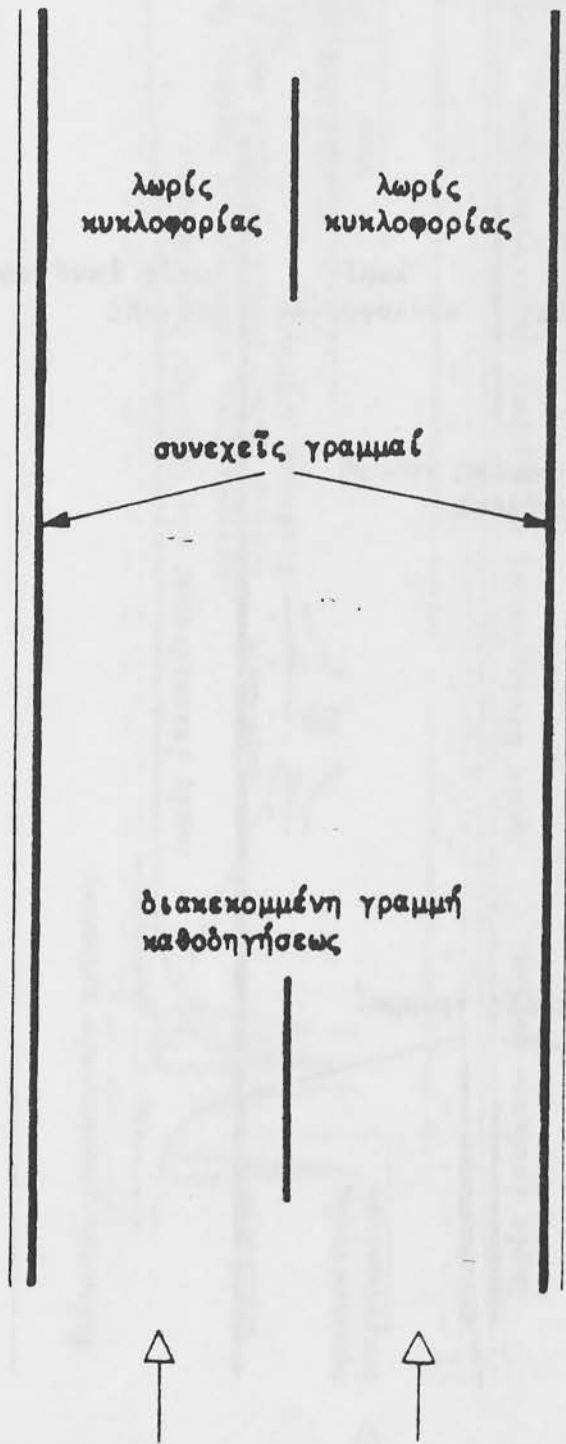 λωρίς
κυκλοφορίας
λωρίς
κυκλοφορίας
συνεχεῖς γραμμαί
διακεκομμένη γραμμή
καθοδηγήσεως